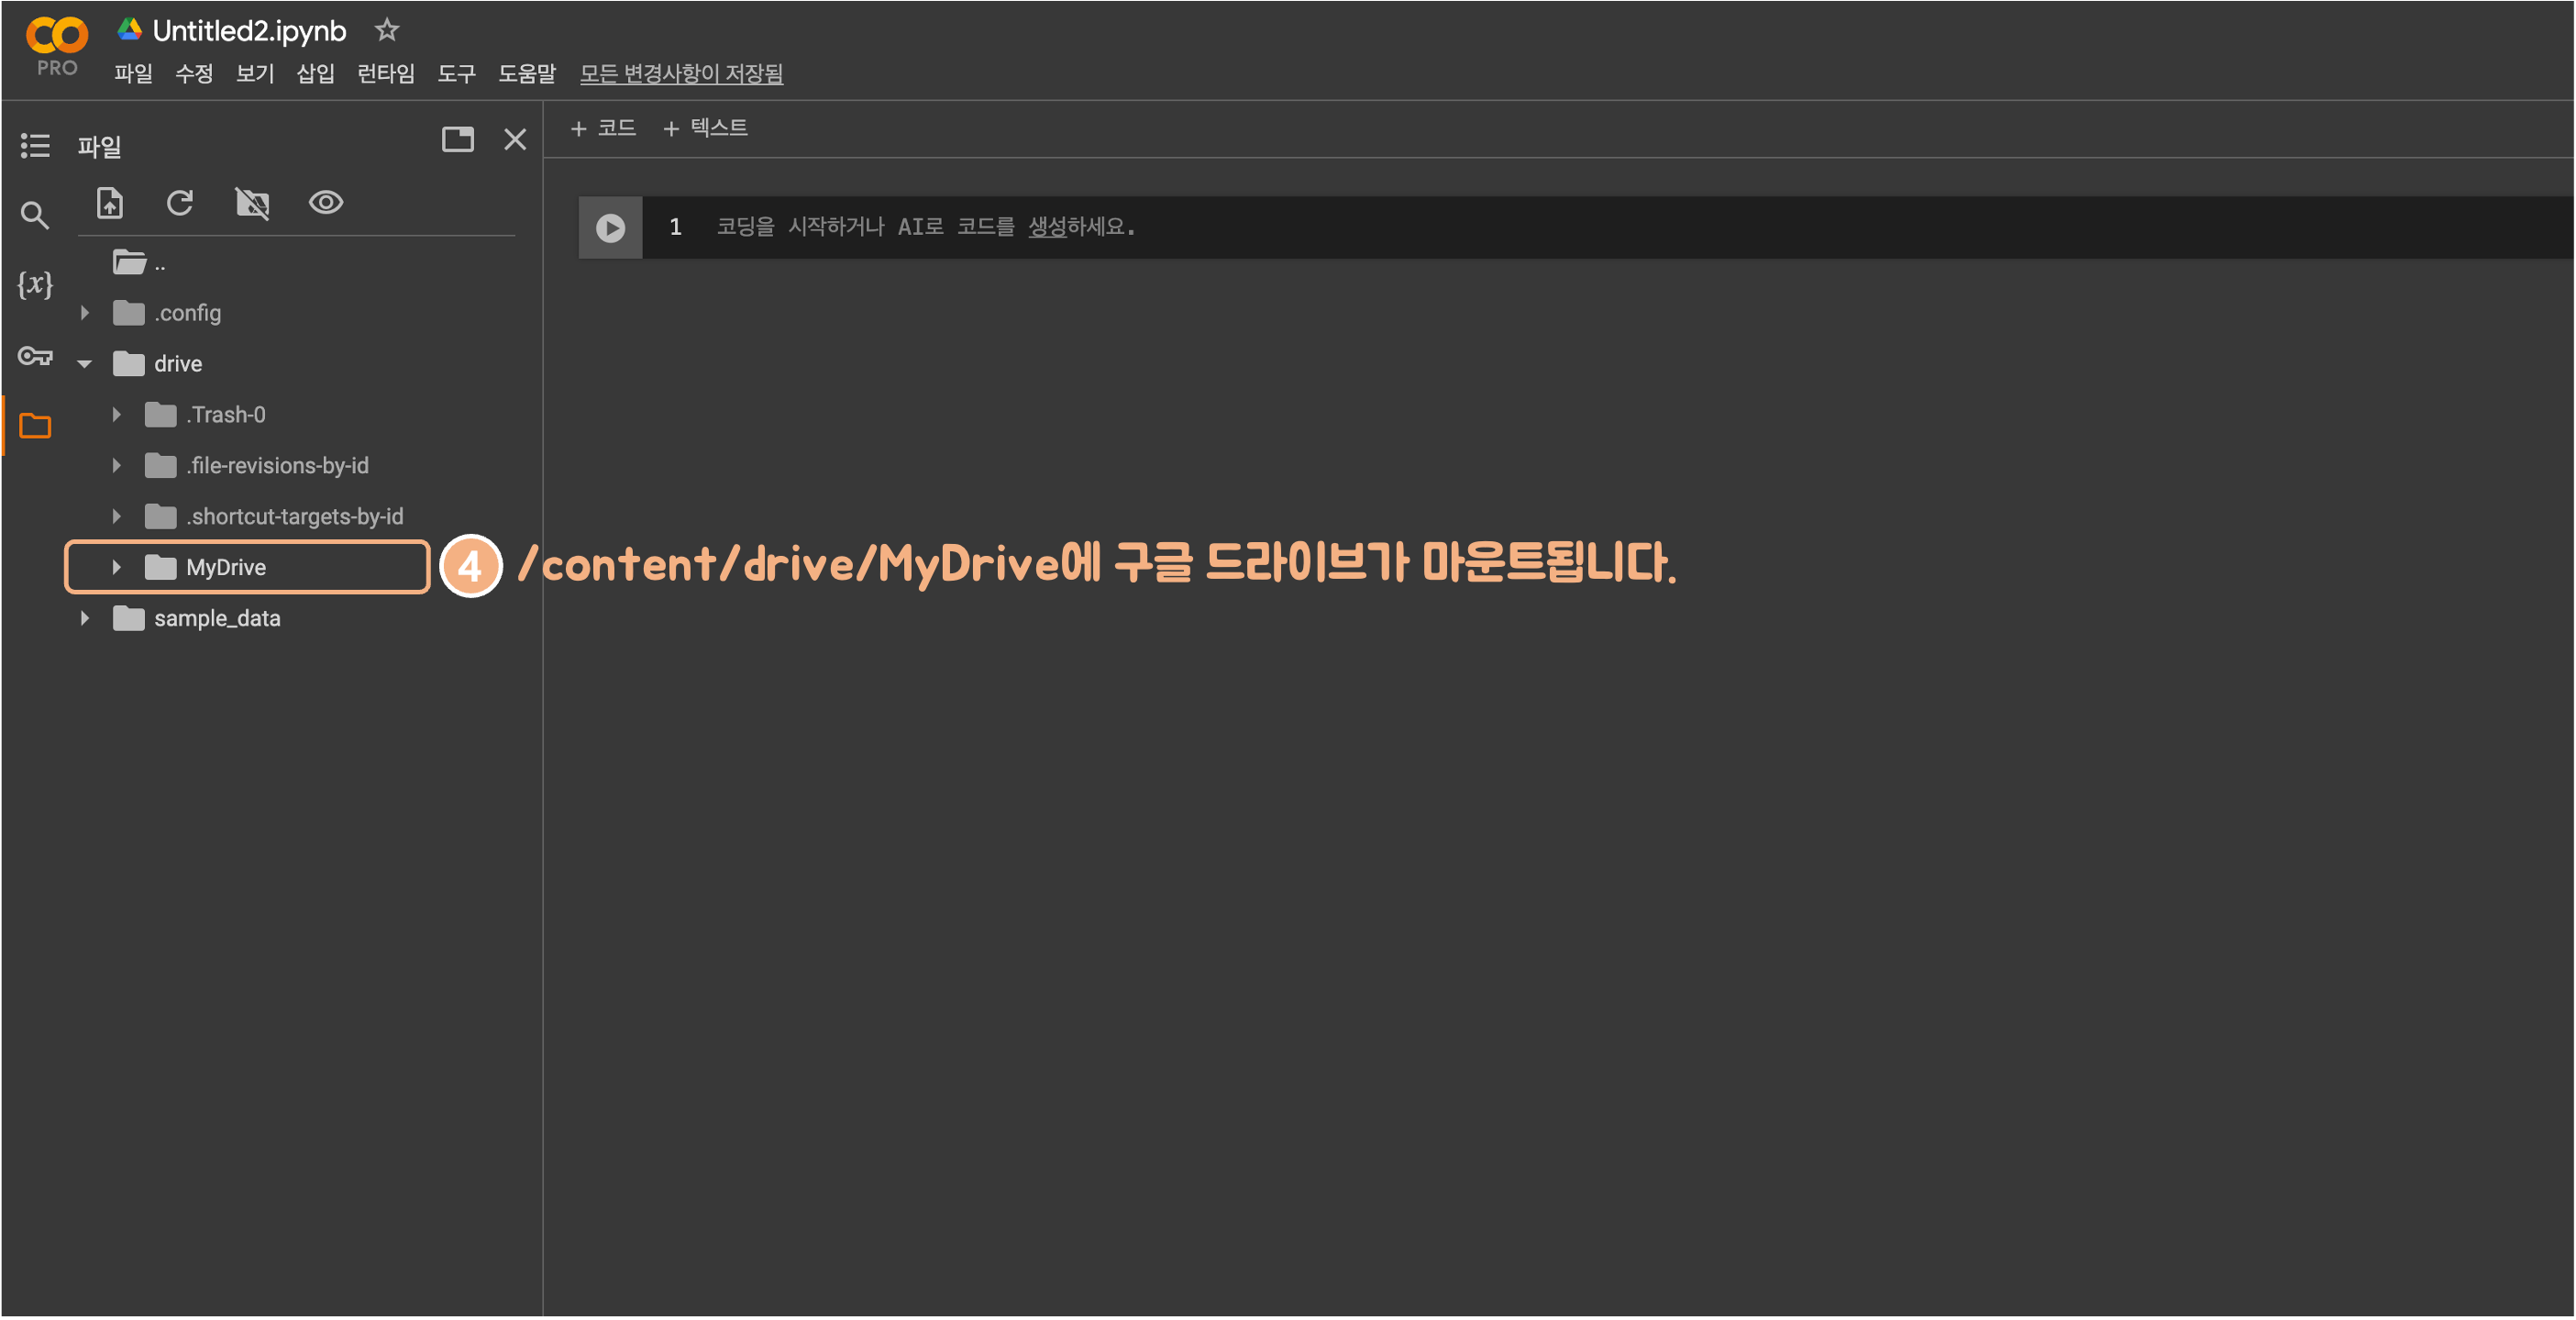 Untitled2.ipynb
PRO
파일 수정 보기 삽입 런타임 도구 도움말 모든 변경사항이 저장됨
파일
+ 코드 + 텍스트
1 코딩을 시작하거나 AI로 코드를 생성하세요.
{x}
..
.config
drive
.Trash-0
.file-revisions-by-id
.shortcut-targets-by-id
MyDrive
4 /content/drive/MyDrive에 구글 드라이브가 마운트됩니다.
sample_data